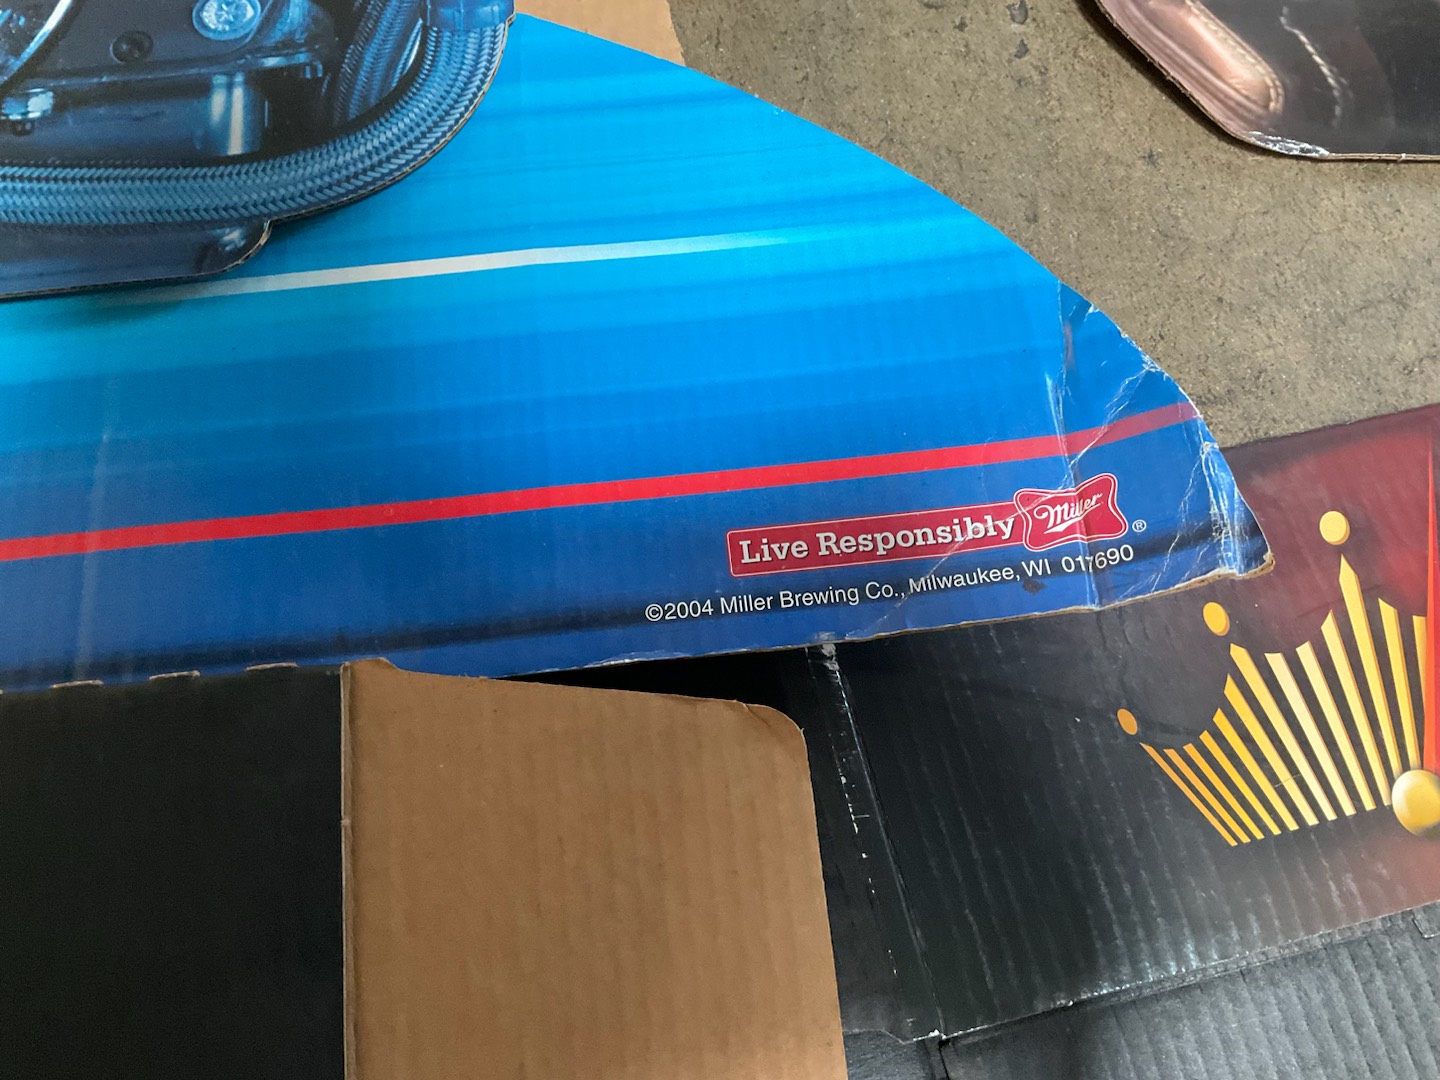 Live Responsibly Miller ®
©2004 Miller Brewing Co., Milwaukee, WI 017690